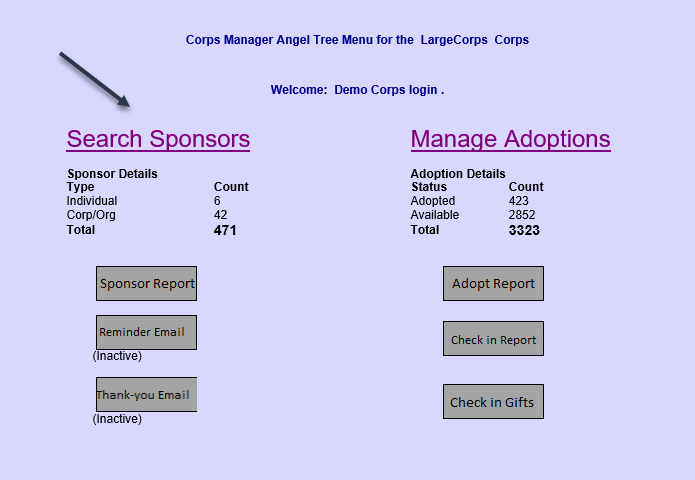 Corps Manager Angel Tree Menu for the LargeCorps Corps
Welcome: Demo Corps login .
Search Sponsors
Sponsor Details
Type Count
Individual 6
Corp/Org 42
Total 471
Sponsor Report
Reminder Email
(Inactive)
Thank-you Email
(Inactive)
Manage Adoptions
Adoption Details
Status Count
Adopted 423
Available 2852
Total 3323
Adopt Report
Check in Report
Check in Gifts